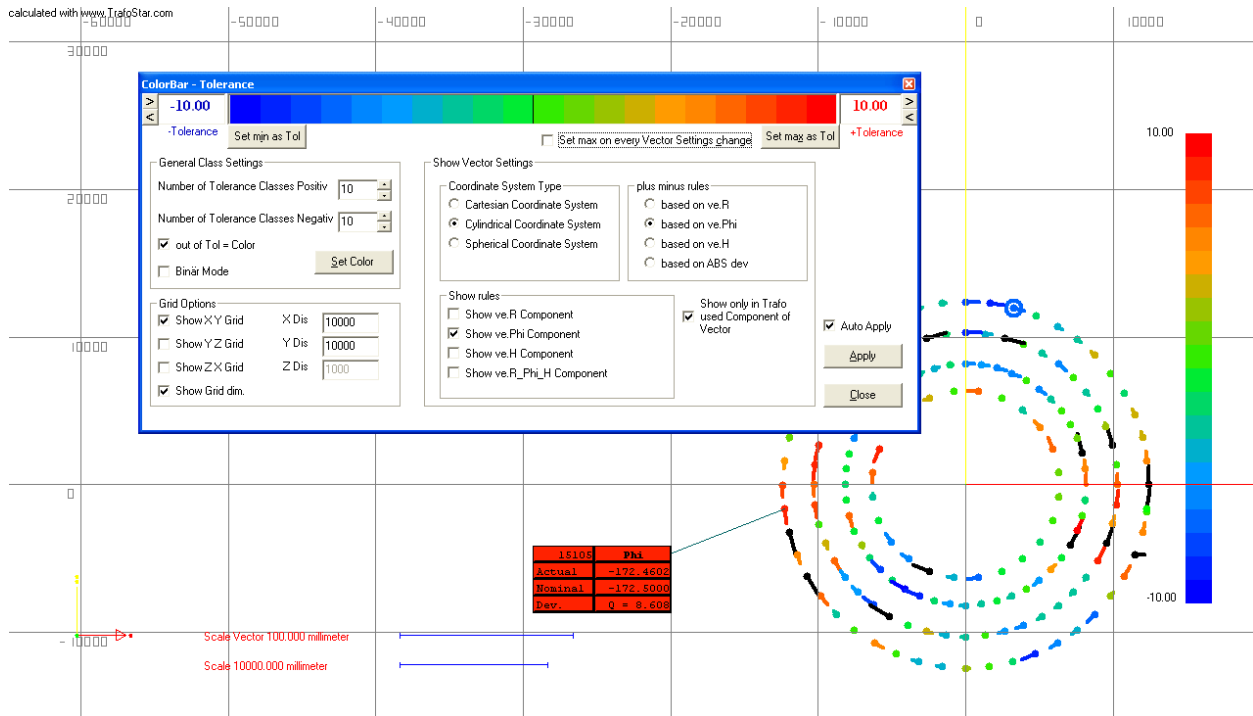 calculated with www.TrafoStar.com
-60000
-50000
-40000
-30000
-20000
-10000
0
10000
30000
20000
10000
0
-10000
ColorBar - Tolerance
> -10.00 10.00 >
< <
-Tolerance
Set min as Tol
Set max on every Vector Settings change
Set max as Tol
+Tolerance
General Class Settings
Number of Tolerance Classes Positiv 10
Number of Tolerance Classes Negativ 10
out of Tol = Color
Binär Mode
Set Color
Grid Options
Show X Y Grid X Dis 10000
Show Y Z Grid Y Dis 10000
Show Z X Grid Z Dis 1000
Show Grid dim.
Show Vector Settings
Coordinate System Type
Cartesian Coordinate System
Cylindrical Coordinate System
Spherical Coordinate System
plus minus rules
based on ve.R
based on ve.Phi
based on ve.H
based on ABS dev
Show rules
Show ve.R Component
Show ve.Phi Component
Show ve.H Component
Show ve.R_Phi_H Component
Show only in Trafo
used Component of
Vector
Auto Apply
Apply
Close
10.00
-10.00
15105 Phi
Actual -172.4602
Nominal -172.5000
Dev. Q = 8.608
Scale Vector 100.000 millimeter
Scale 10000.000 millimeter